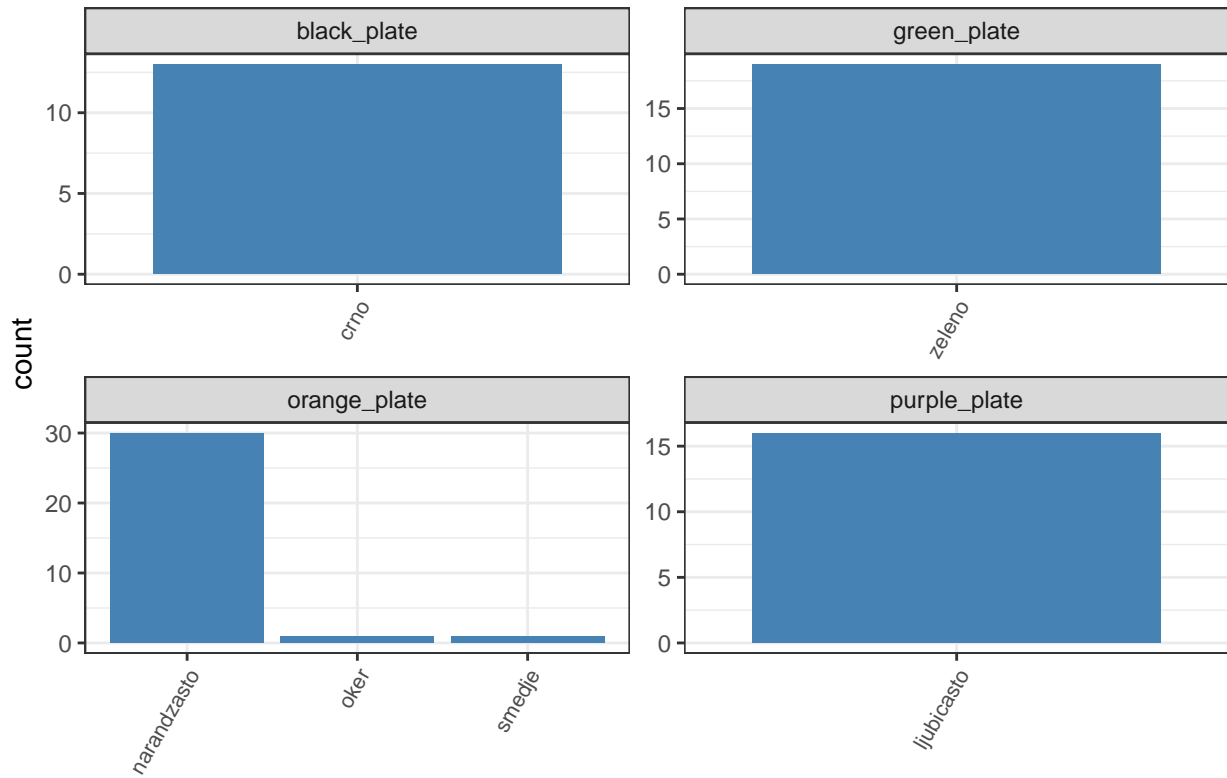 black_plate
10
5
0
crno
green_plate
15
10
5
0
zeleno
count
orange_plate
30
20
10
0
narandzasto
oker
smedje
purple_plate
15
10
5
0
ljubicasto